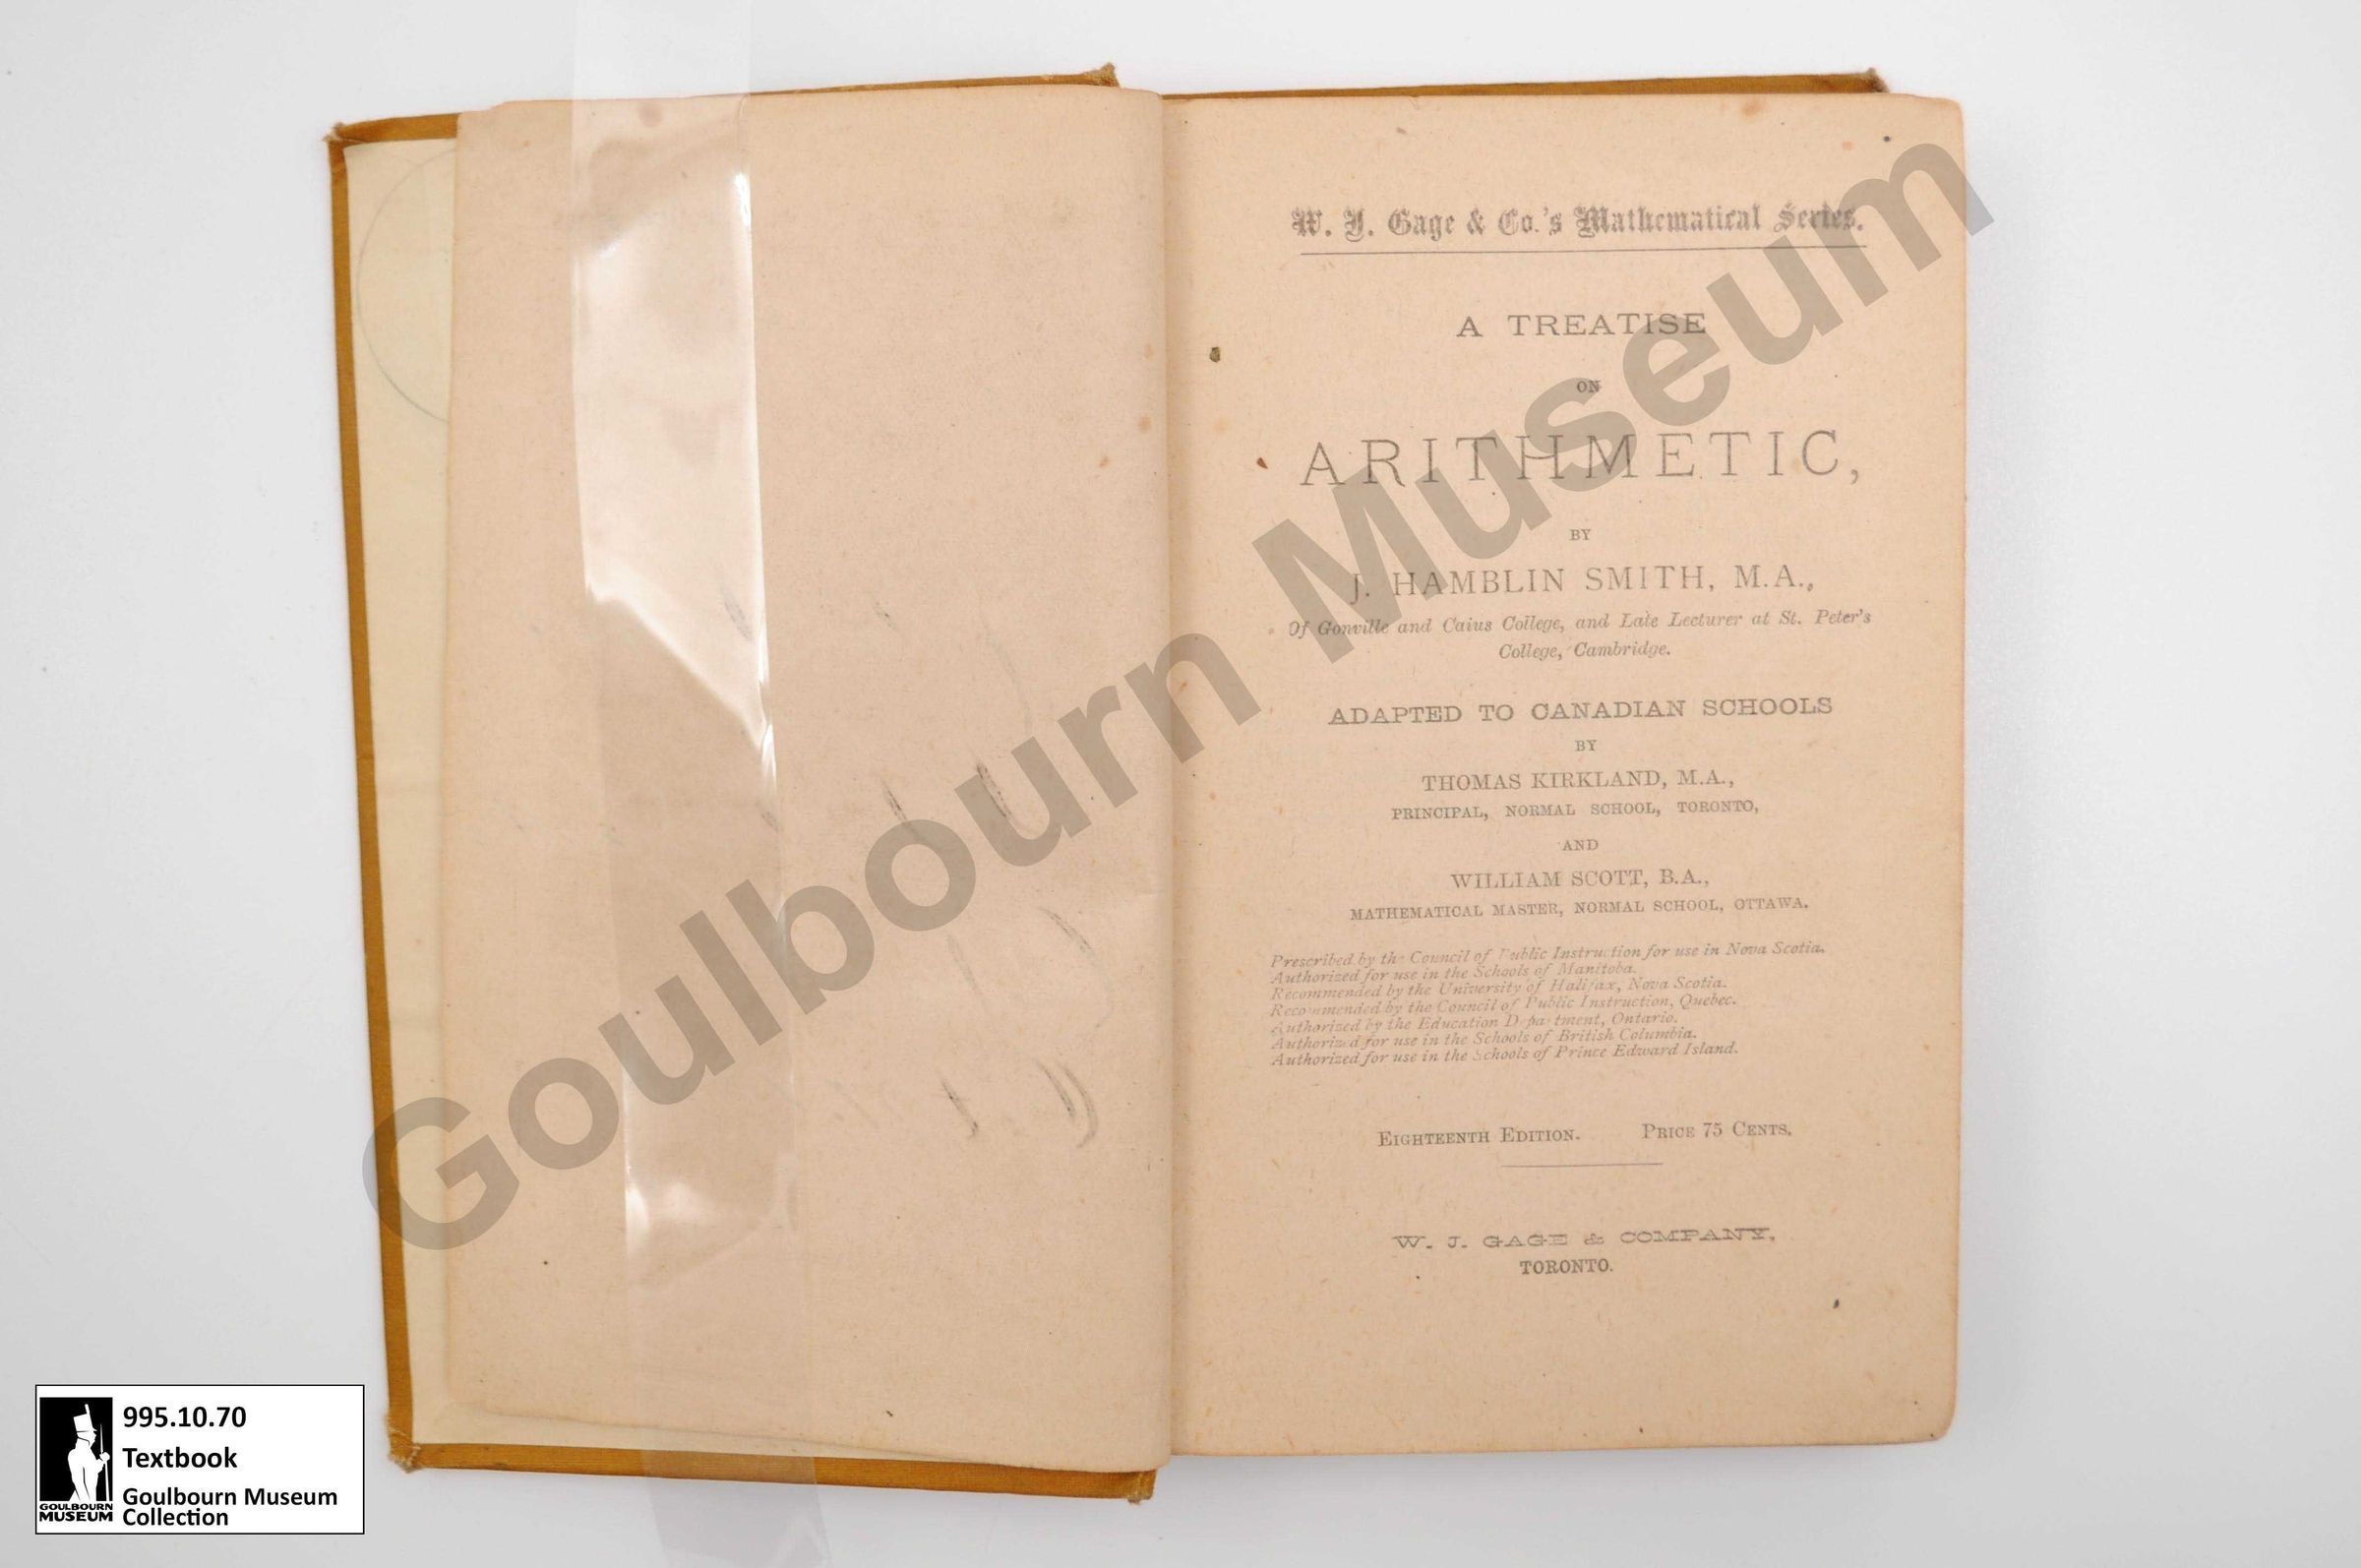 W. J. Gage & Co.'s Mathematical Series.
A TREATISE
ON
ARITHMETIC,
BY
J. HAMBLIN SMITH, M.A.,
Of Gonville and Caius College, and Late Lecturer at St. Peter's
College, Cambridge.
ADAPTED TO CANADIAN SCHOOLS
BY
THOMAS KIRKLAND, M.A.,
PRINCIPAL, NORMAL SCHOOL, TORONTO,
AND
WILLIAM SCOTT, B.A.,
MATHEMATICAL MASTER, NORMAL SCHOOL, OTTAWA.
Prescribed by the Council of Public Instruction for use in Nova Scotia.
Authorized for use in the Schools of Manitoba.
Recommended by the University of Halifax, Nova Scotia.
Recommended by the Council of Public Instruction, Quebec.
Authorized by the Education Department, Ontario.
Authorized for use in the Schools of British Columbia.
Authorized for use in the Schools of Prince Edward Island.
EIGHTEENTH EDITION. PRICE 75 CENTS.
W. J. GAGE & COMPANY,
TORONTO.
Goulbourn Museum
995.10.70
Textbook
Goulbourn Museum
Collection
GOULBOURN
MUSEUM